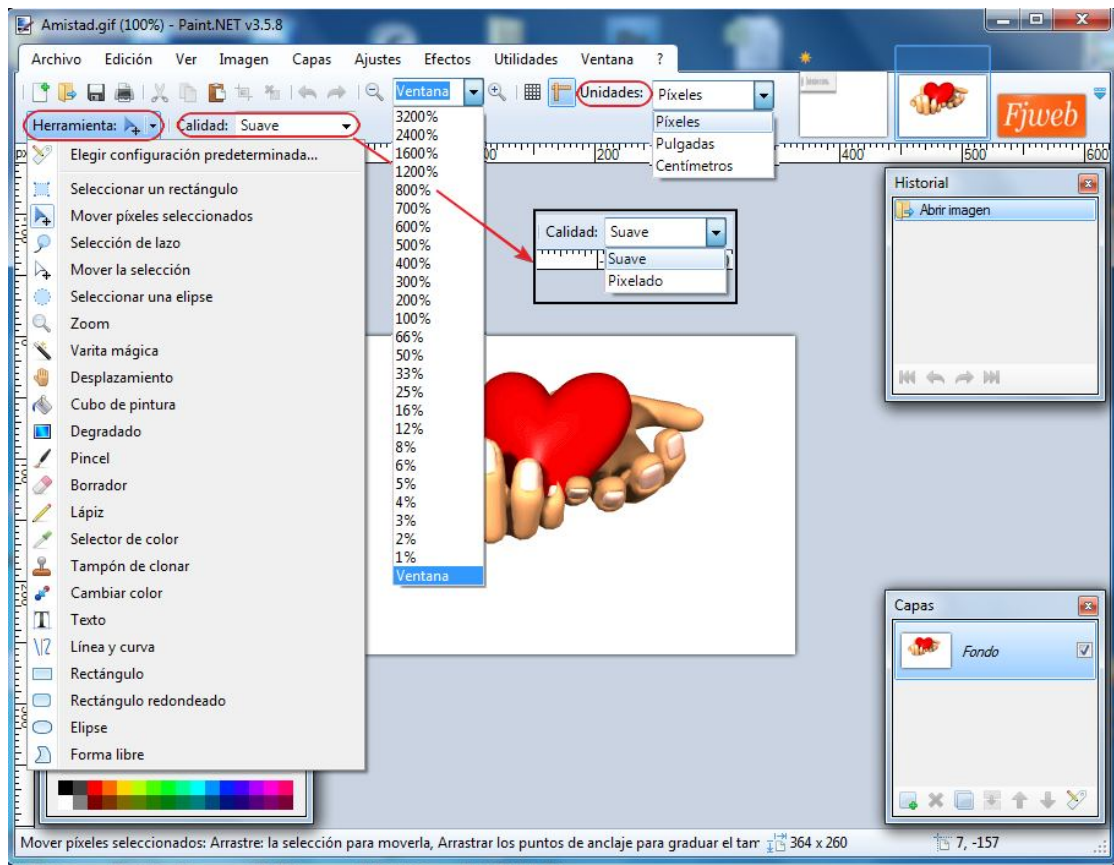 Amistad.gif (100%) - Paint.NET v3.5.8
Archivo Edición Ver Imagen Capas Ajustes Efectos Utilidades Ventana ?
Ventana
Unidades: Píxeles
Herramienta: Calidad: Suave
Píxeles
Pulgadas
Centímetros
Fjweb
200 400 500 600
Elegir configuración predeterminada...
Seleccionar un rectángulo
Mover píxeles seleccionados
Selección de lazo
Mover la selección
Seleccionar una elipse
Zoom
Varita mágica
Desplazamiento
Cubo de pintura
Degradado
Pincel
Borrador
Lápiz
Selector de color
Tampón de clonar
Cambiar color
Texto
Línea y curva
Rectángulo
Rectángulo redondeado
Elipse
Forma libre
3200%
2400%
1600%
1200%
800%
700%
600%
500%
400%
300%
200%
100%
66%
50%
33%
25%
16%
12%
8%
6%
5%
4%
3%
2%
1%
Ventana
Calidad: Suave
Suave
Pixelado
Historial
Abrir imagen
Capas
Fondo
Mover píxeles seleccionados: Arrastre: la selección para moverla, Arrastrar los puntos de anclaje para graduar el tam
364 x 260
7, -157